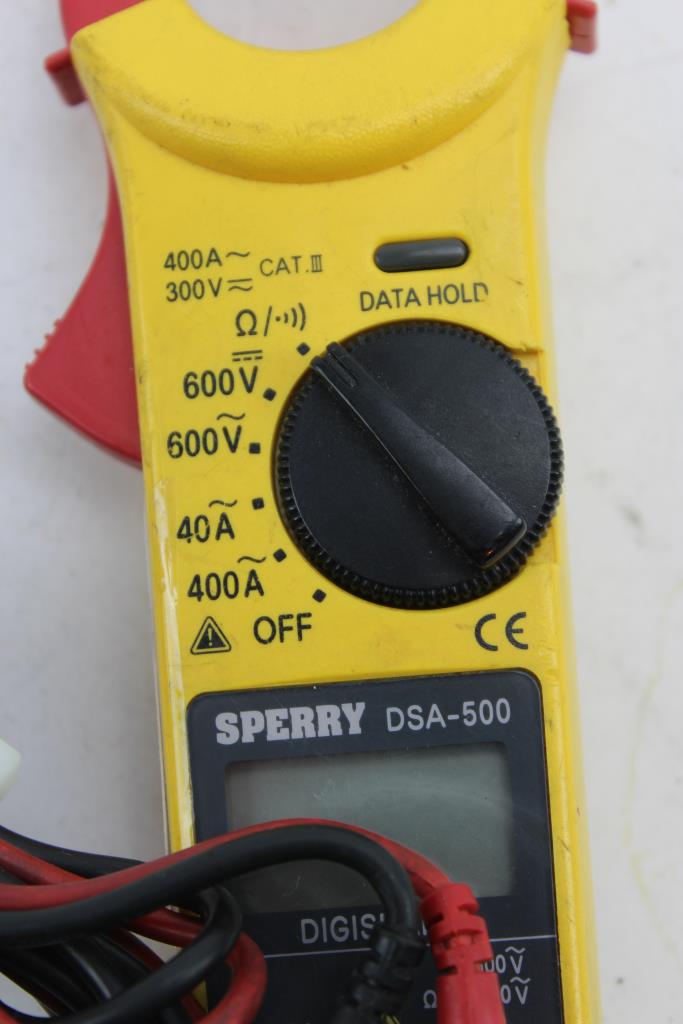 400A~ CAT.III
300V≂
DATA HOLD
Ω/·)))
600V⎓
600V~
40A~
400A~
OFF
CE
SPERRY DSA-500